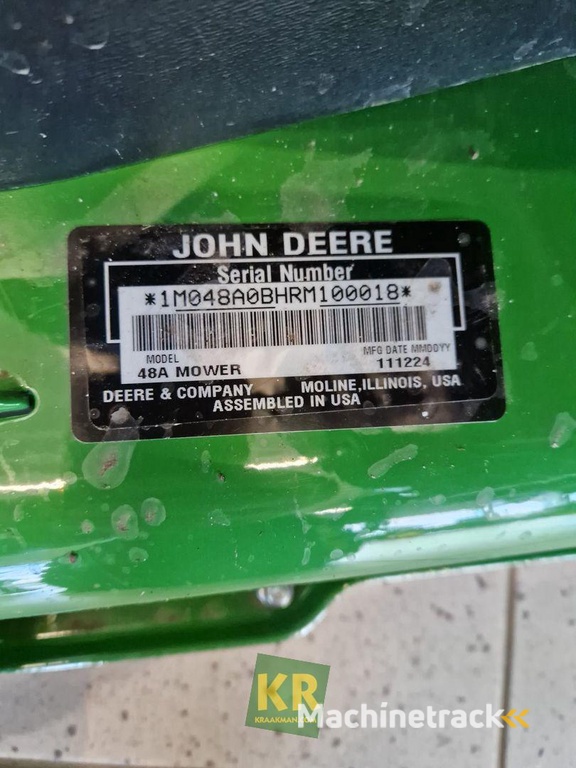 JOHN DEERE
Serial Number
*1M048A0BHRM100018*
MODEL
MFG DATE MMDDYY
48A MOWER
111224
DEERE & COMPANY MOLINE, ILLINOIS, USA
ASSEMBLED IN USA
KR
KRAAKMAN.COM
Machinetrack